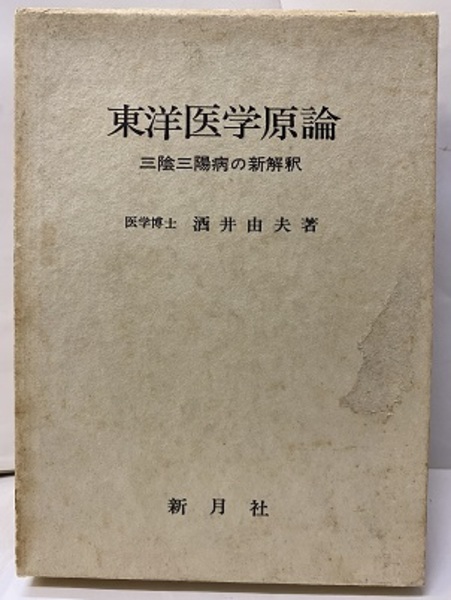 東洋医学原論
三陰三陽病の新解釈
医学博士 酒井由夫著
新月社